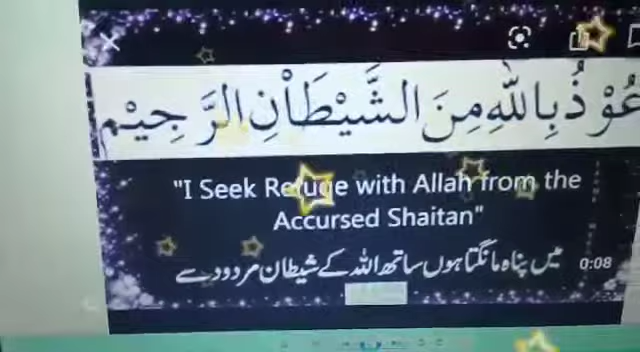 عُوْذُ بِاللّٰهِ مِنَ الشَّيْطَانِ الرَّجِيْم
"I Seek Refuge with Allah from the
Accursed Shaitan"
میں پناہ مانگتا ہوں ساتھ اللہ کے شیطان مردود سے
0:08